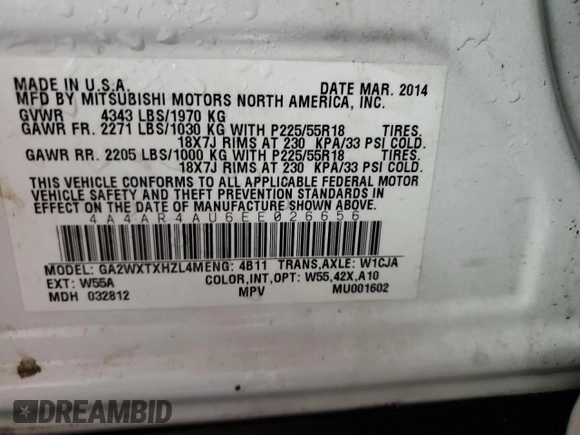 MADE IN U.S.A. DATE MAR. 2014
MFD BY MITSUBISHI MOTORS NORTH AMERICA, INC.
GVWR 4343 LBS/1970 KG
GAWR FR. 2271 LBS/1030 KG WITH P225/55R18 TIRES.
18X7J RIMS AT 230 KPA/33 PSI COLD.
GAWR RR. 2205 LBS/1000 KG WITH P225/55R18 TIRES.
18X7J RIMS AT 230 KPA/33 PSI COLD.
THIS VEHICLE CONFORMS TO ALL APPLICABLE FEDERAL MOTOR
VEHICLE SAFETY AND THEFT PREVENTION STANDARDS IN
EFFECT ON THE DATE OF MANUFACTURE SHOWN ABOVE.
4A4AR4AU6EE026656
MODEL: GA2WXTXHZL4MENG: 4B11 TRANS,AXLE: W1CJA
EXT: W55A COLOR,INT,OPT: W55,42X,A10
MDH 032812 MPV MU001602
DREAMBID